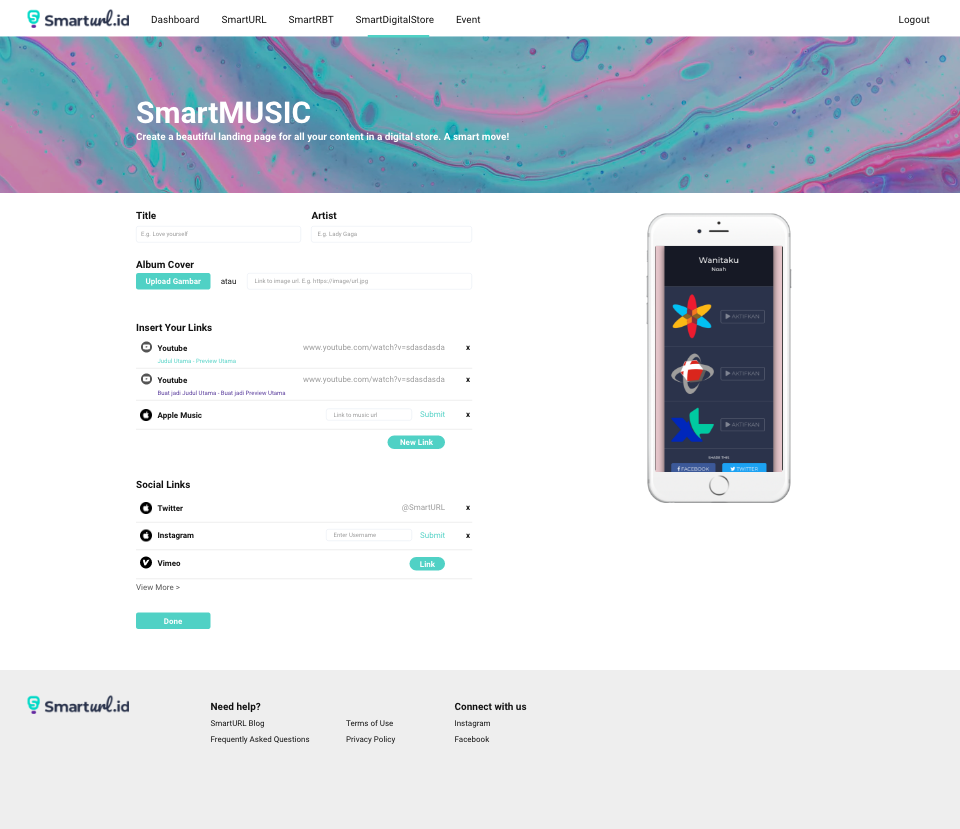 Smarturl.id Dashboard SmartURL SmartRBT SmartDigitalStore Event Logout
SmartMUSIC
Create a beautiful landing page for all your content in a digital store. A smart move!
Title Artist
E.g. Love yourself E.g. Lady Gaga
Album Cover
Upload Gambar atau Link to image url. E.g. https://image/url.jpg
Insert Your Links
Youtube www.youtube.com/watch?v=sdasdasda x
Judul Utama - Preview Utama
Youtube www.youtube.com/watch?v=sdasdasda x
Buat jadi Judul Utama - Buat jadi Preview Utama
Apple Music Link to music url Submit x
New Link
Social Links
Twitter @SmartURL x
Instagram Enter Username Submit x
Vimeo Link
View More >
Done
Wanitaku
Noah
AKTIFKAN
AKTIFKAN
XL AKTIFKAN
SHARE THIS
FACEBOOK TWITTER
Smarturl.id
Need help? Connect with us
SmartURL Blog Terms of Use Instagram
Frequently Asked Questions Privacy Policy Facebook